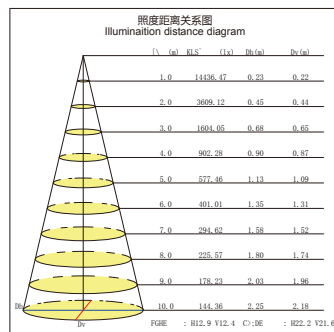 照度距离关系图
Illuminaition distance diagram
⌈\ (m) KLS˙ (lx) Dh(m) Dv(m)
1.0 14436.47 0.23 0.22
2.0 3609.12 0.45 0.44
3.0 1604.05 0.68 0.65
4.0 902.28 0.90 0.87
5.0 577.46 1.13 1.09
6.0 401.01 1.35 1.31
7.0 294.62 1.58 1.52
8.0 225.57 1.80 1.74
9.0 178.23 2.03 1.96
10.0 144.36 2.25 2.18
Dh
Dv
FGHE : H12.9 V12.4 C>:DE : H22.2 V21.6